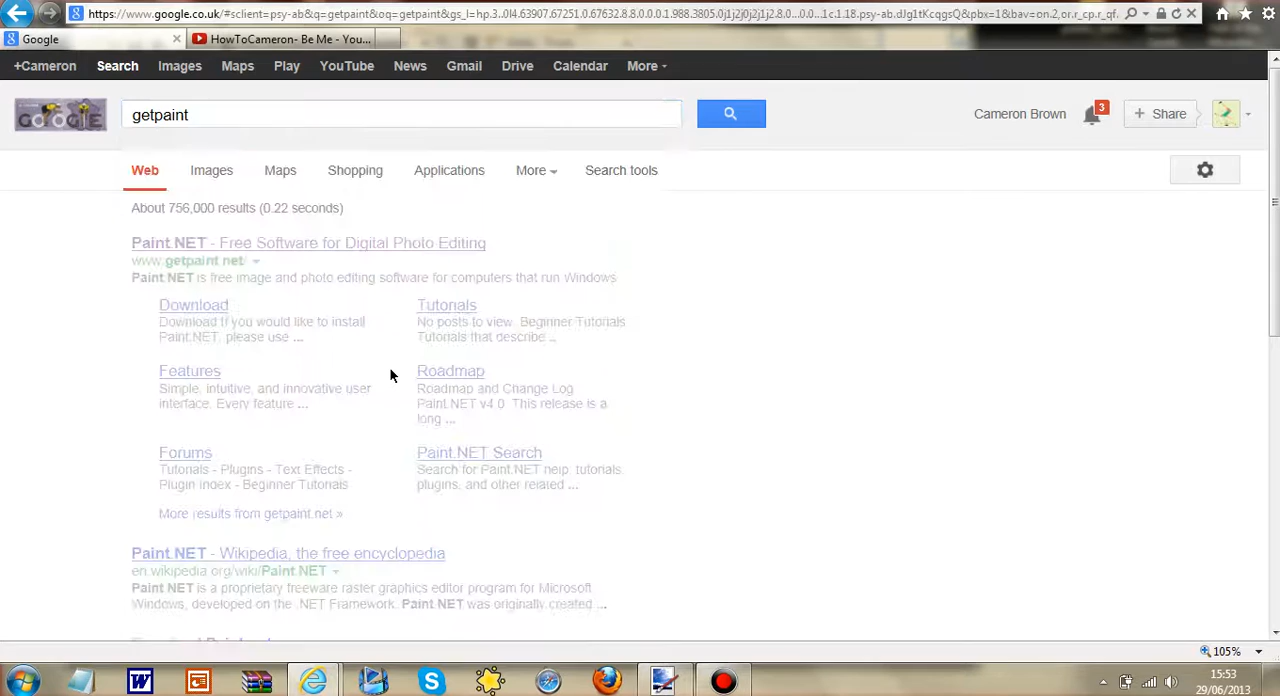 https://www.google.co.uk/#sclient=psy-ab&q=getpaint&oq=getpaint&gs_l=hp.3..0l4.63907.67251.0.67632.8.8.0.0.0.1.988.3805.0j1j2j0j2j1j2.8.0...0.0...1c.1.18.psy-ab.dJg1tKcqgsQ&pbx=1&bav=on.2,or.r_cp.r_qf.
Google
HowToCameron- Be Me - You...
+Cameron Search Images Maps Play YouTube News Gmail Drive Calendar More
GOOGLE getpaint Cameron Brown 3 + Share
Web Images Maps Shopping Applications More Search tools
About 756,000 results (0.22 seconds)
Paint.NET - Free Software for Digital Photo Editing
www.getpaint.net/
Paint.NET is free image and photo editing software for computers that run Windows
Download Tutorials
Download If you would like to install No posts to view. Beginner Tutorials
Paint.NET, please use ... Tutorials that describe ...
Features Roadmap
Simple, intuitive, and innovative user Roadmap and Change Log
interface. Every feature ... Paint.NET v4.0. This release is a
long ...
Forums Paint.NET Search
Tutorials - Plugins - Text Effects - Search for Paint.NET help, tutorials,
Plugin Index - Beginner Tutorials plugins, and other related ...
More results from getpaint.net »
Paint.NET - Wikipedia, the free encyclopedia
en.wikipedia.org/wiki/Paint.NET
Paint.NET is a proprietary freeware raster graphics editor program for Microsoft
Windows, developed on the .NET Framework. Paint.NET was originally created ...
105%
15:53
29/06/2013